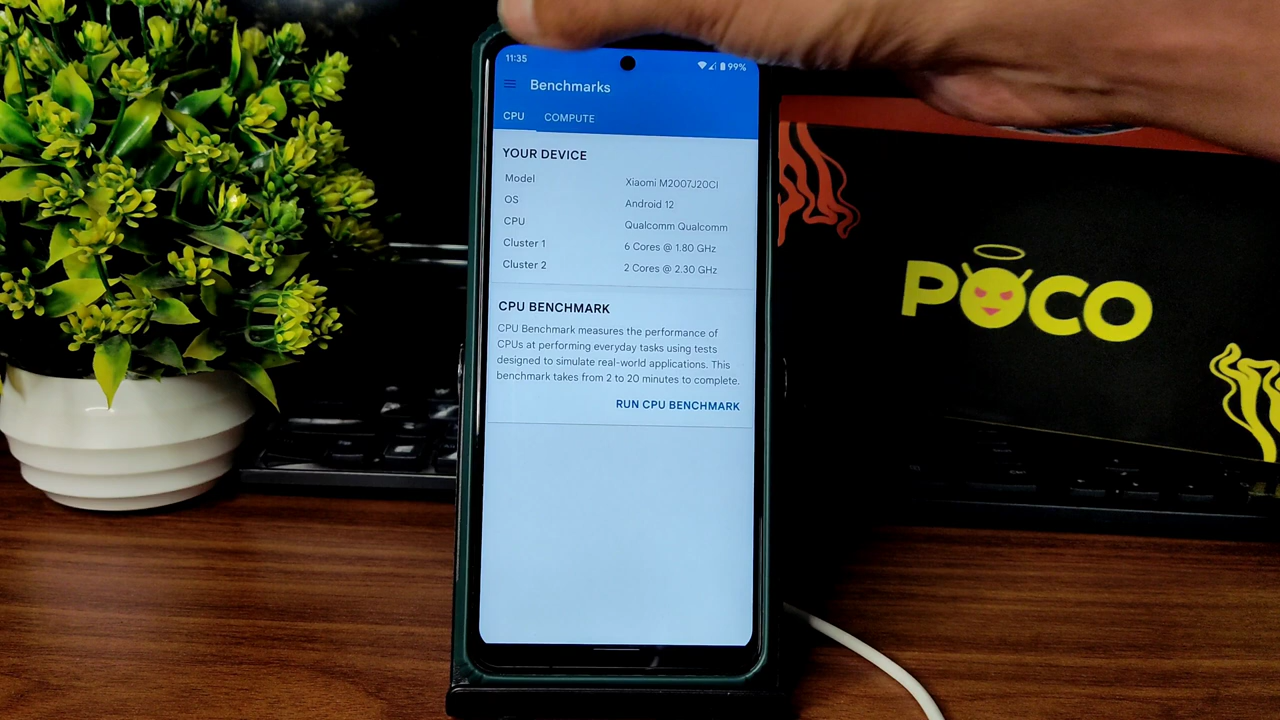 11:35
99%
Benchmarks
CPU COMPUTE
YOUR DEVICE
Model Xiaomi M2007J20CI
OS Android 12
CPU Qualcomm Qualcomm
Cluster 1 6 Cores @ 1.80 GHz
Cluster 2 2 Cores @ 2.30 GHz
CPU BENCHMARK
CPU Benchmark measures the performance of
CPUs at performing everyday tasks using tests
designed to simulate real-world applications. This
benchmark takes from 2 to 20 minutes to complete.
RUN CPU BENCHMARK
POCO